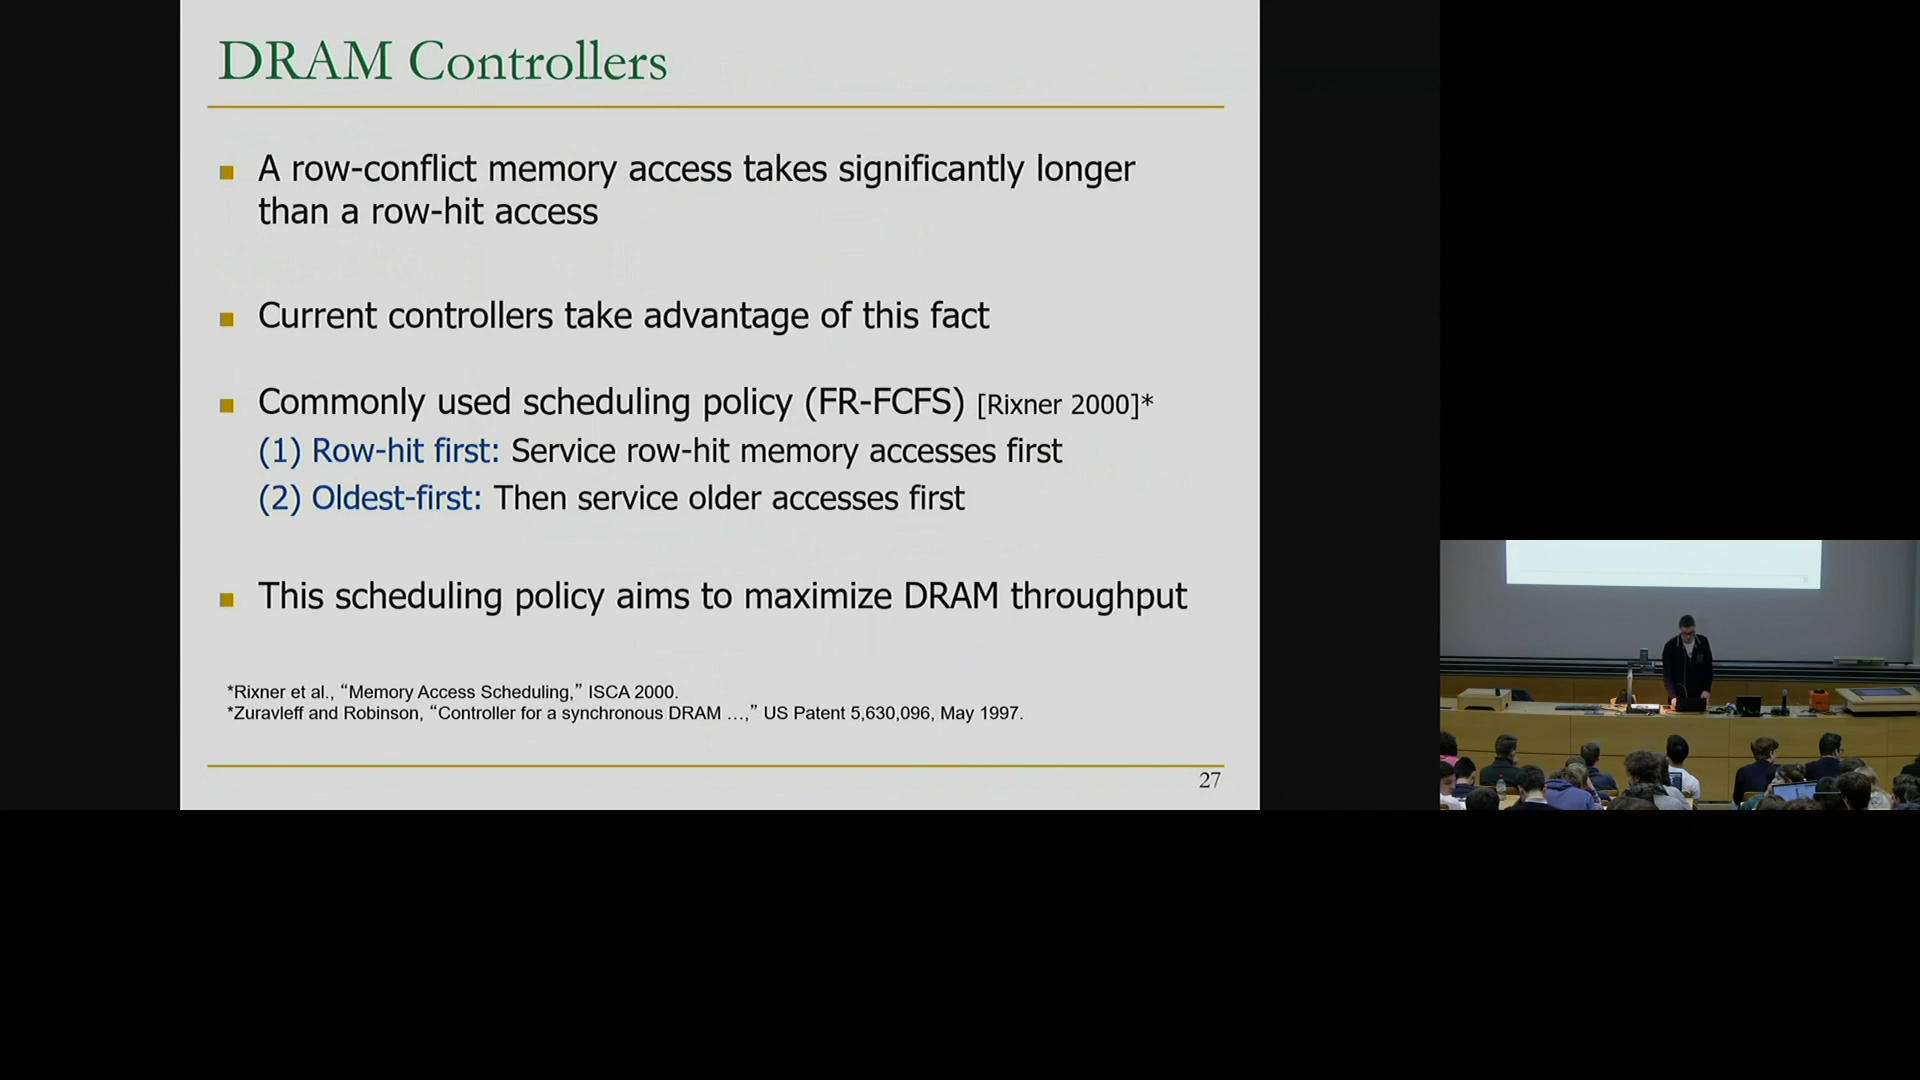 DRAM Controllers
A row-conflict memory access takes significantly longer
than a row-hit access
Current controllers take advantage of this fact
Commonly used scheduling policy (FR-FCFS) [Rixner 2000]*
(1) Row-hit first: Service row-hit memory accesses first
(2) Oldest-first: Then service older accesses first
This scheduling policy aims to maximize DRAM throughput
*Rixner et al., “Memory Access Scheduling,” ISCA 2000.
*Zuravleff and Robinson, “Controller for a synchronous DRAM …,” US Patent 5,630,096, May 1997.
27